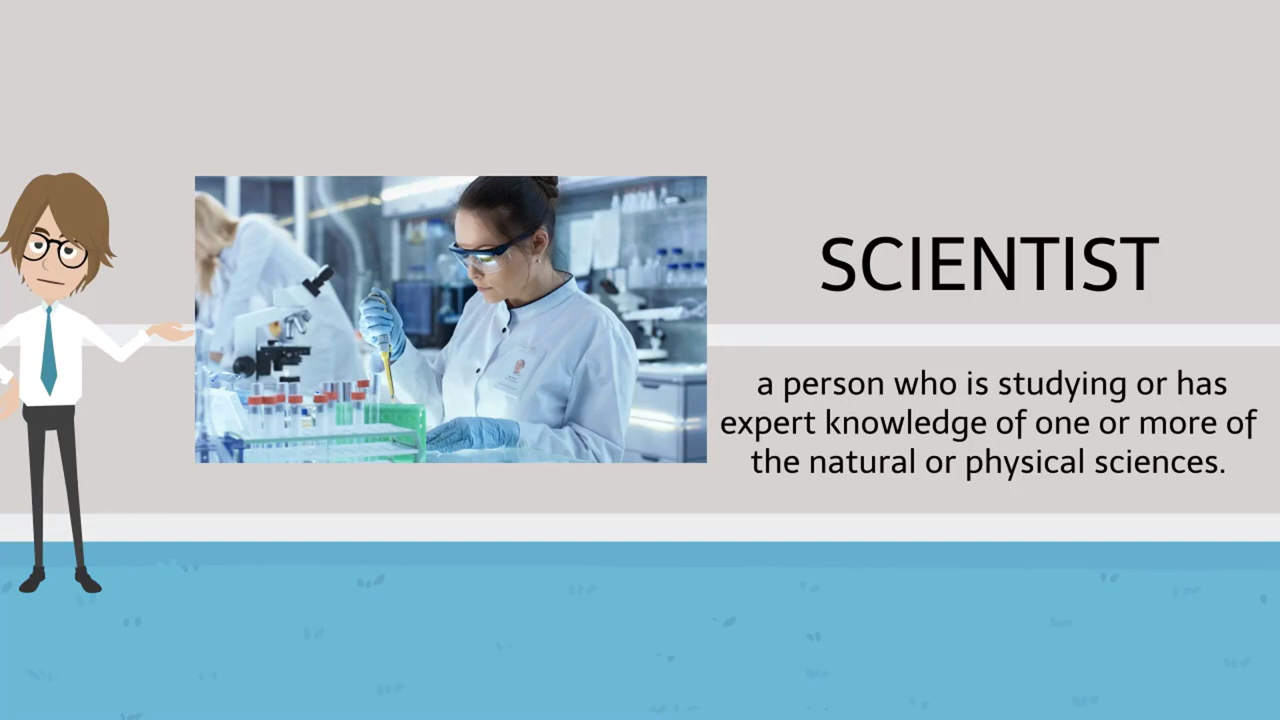 SCIENTIST
a person who is studying or has
expert knowledge of one or more of
the natural or physical sciences.